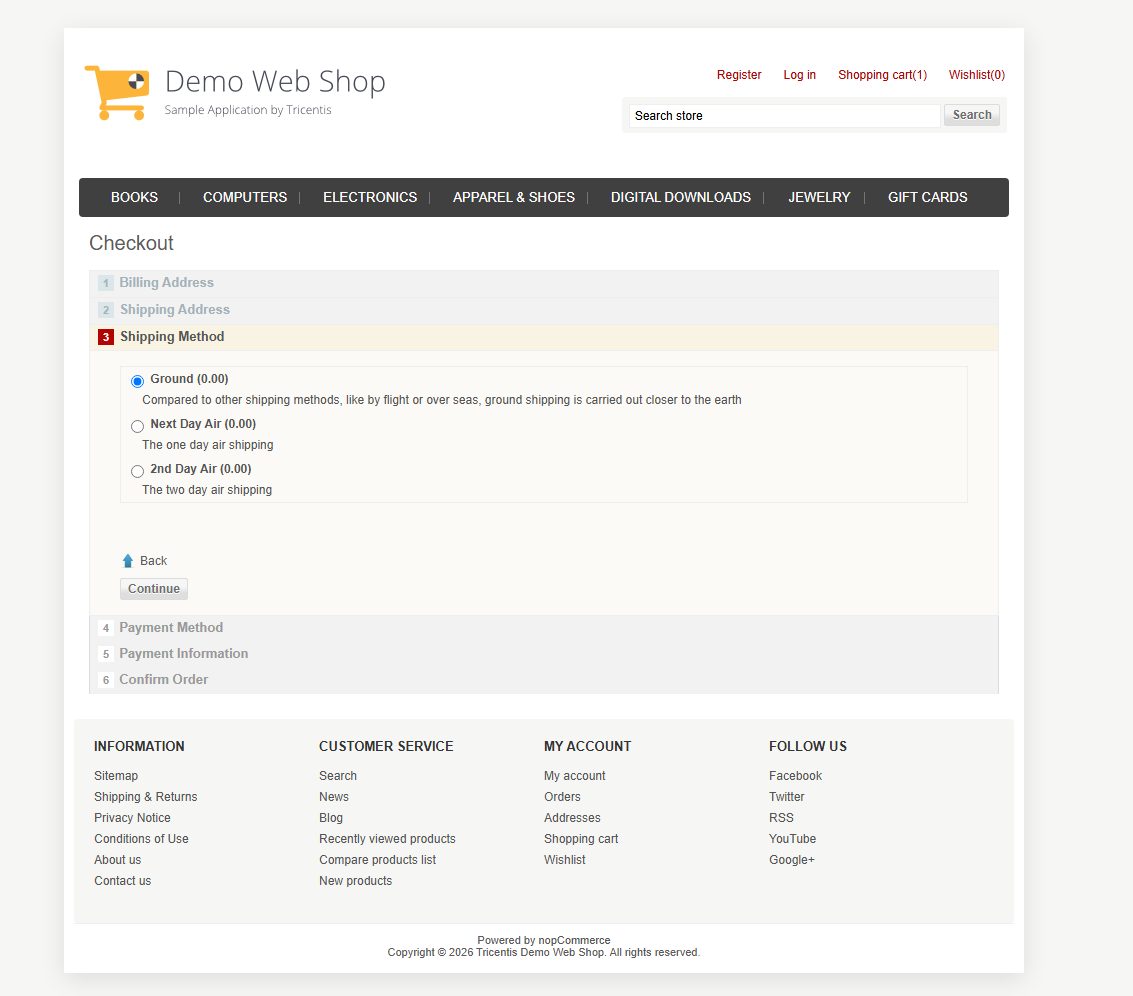 Demo Web Shop
Sample Application by Tricentis
Register Log in Shopping cart(1) Wishlist(0)
Search store Search
BOOKS COMPUTERS ELECTRONICS APPAREL & SHOES DIGITAL DOWNLOADS JEWELRY GIFT CARDS
Checkout
1 Billing Address
2 Shipping Address
3 Shipping Method
Ground (0.00)
Compared to other shipping methods, like by flight or over seas, ground shipping is carried out closer to the earth
Next Day Air (0.00)
The one day air shipping
2nd Day Air (0.00)
The two day air shipping
Back
Continue
4 Payment Method
5 Payment Information
6 Confirm Order
INFORMATION
Sitemap
Shipping & Returns
Privacy Notice
Conditions of Use
About us
Contact us
CUSTOMER SERVICE
Search
News
Blog
Recently viewed products
Compare products list
New products
MY ACCOUNT
My account
Orders
Addresses
Shopping cart
Wishlist
FOLLOW US
Facebook
Twitter
RSS
YouTube
Google+
Powered by nopCommerce
Copyright © 2026 Tricentis Demo Web Shop. All rights reserved.